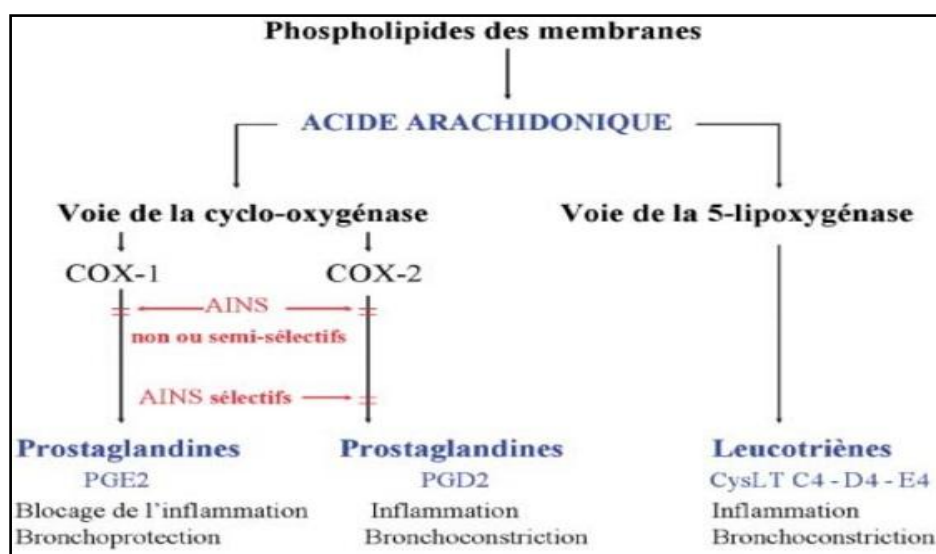 Phospholipides des membranes
ACIDE ARACHIDONIQUE
Voie de la cyclo-oxygénase
Voie de la 5-lipoxygénase
COX-1
COX-2
AINS
non ou semi-sélectifs
AINS sélectifs
Prostaglandines
PGE2
Blocage de l'inflammation
Bronchoprotection
Prostaglandines
PGD2
Inflammation
Bronchoconstriction
Leucotriènes
CysLT C4 - D4 - E4
Inflammation
Bronchoconstriction